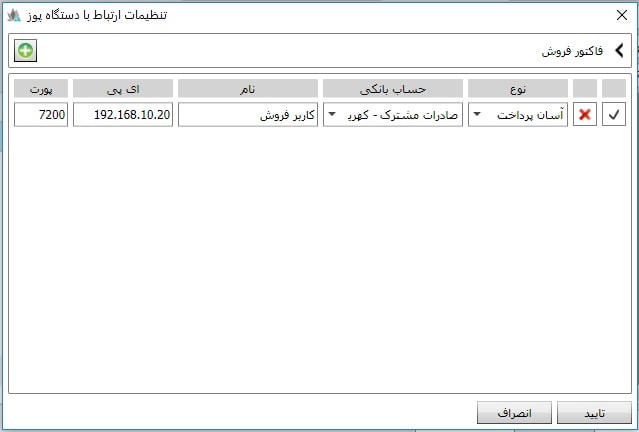 تنظیمات ارتباط با دستگاه پوز
فاکتور فروش
نوع حساب بانکی نام ای پی پورت
آسان پرداخت صادرات مشترک - کهری کاربر فروش 192.168.10.20 7200
تایید انصراف